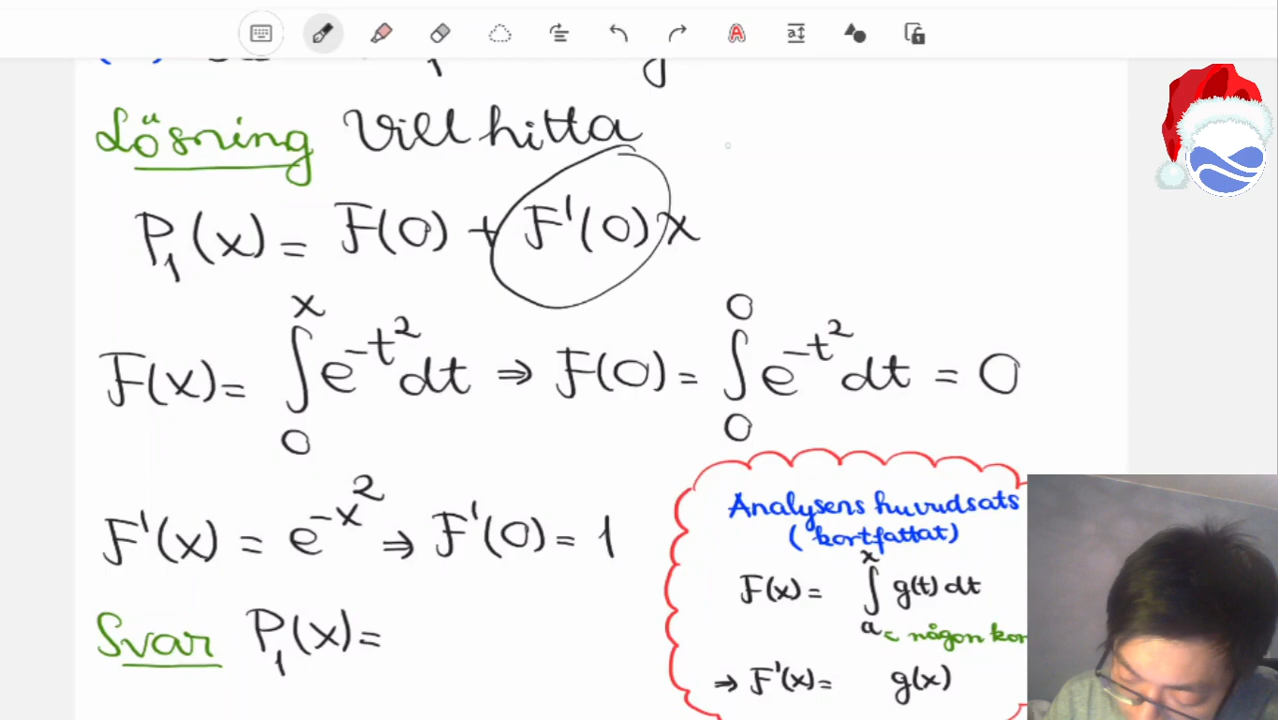 Lösning Vill hitta
P₁(x) = F(0) + F'(0)x
F(x) = ∫₀ˣ e^{-t²} dt ⇒ F(0) = ∫₀⁰ e^{-t²} dt = 0
F'(x) = e^{-x²} ⇒ F'(0) = 1
Svar P₁(x) =
Analysens huvudsats
(kortfattat)
F(x) = ∫ₐˣ g(t) dt
någon
⇒ F'(x) = g(x)